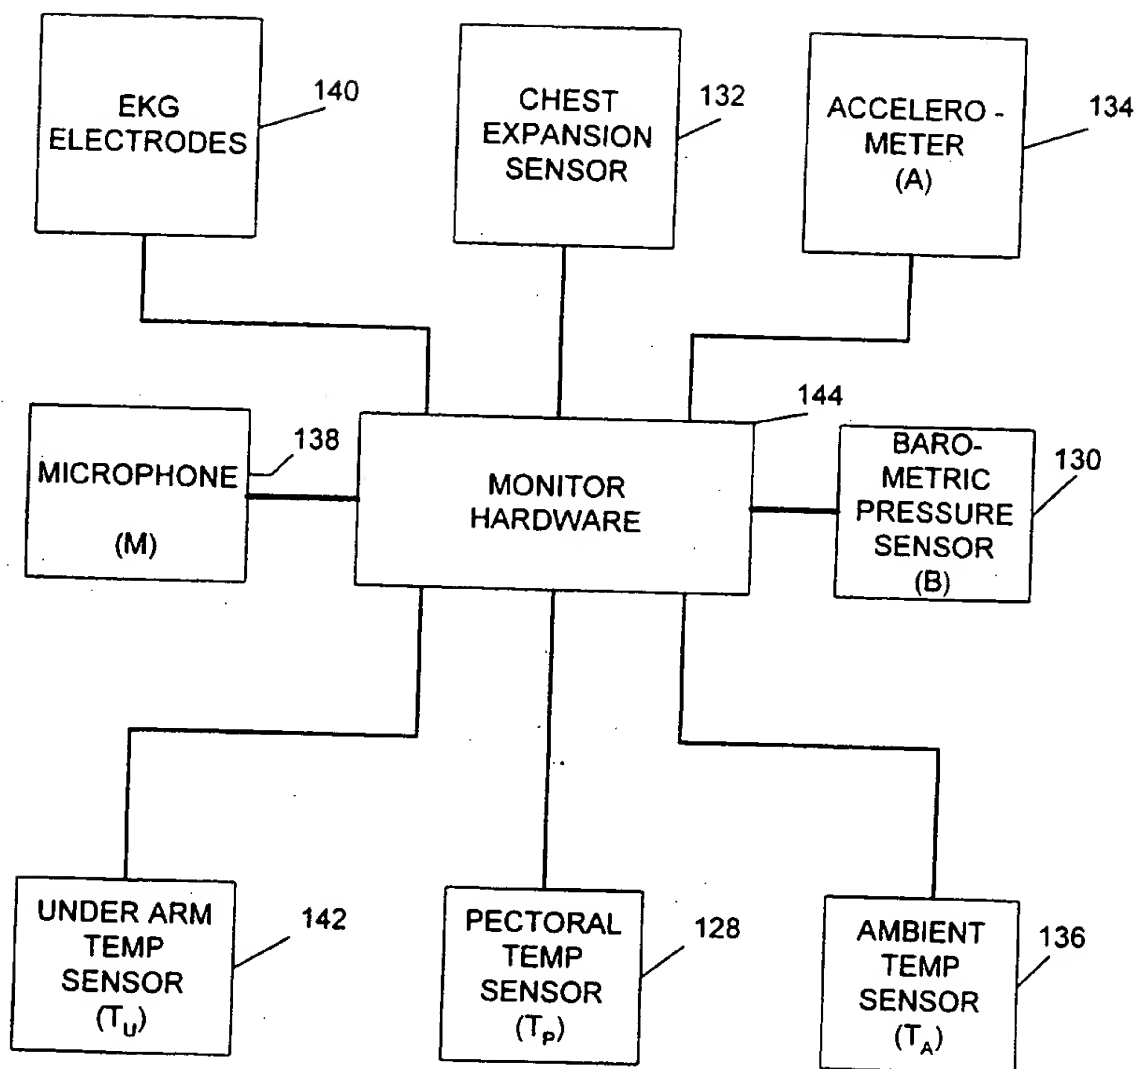 EKG
ELECTRODES
140
CHEST
EXPANSION
SENSOR
132
ACCELERO -
METER
(A)
134
MICROPHONE
(M)
138
MONITOR
HARDWARE
144
BARO-
METRIC
PRESSURE
SENSOR
(B)
130
UNDER ARM
TEMP
SENSOR
(TU)
142
PECTORAL
TEMP
SENSOR
(TP)
128
AMBIENT
TEMP
SENSOR
(TA)
136